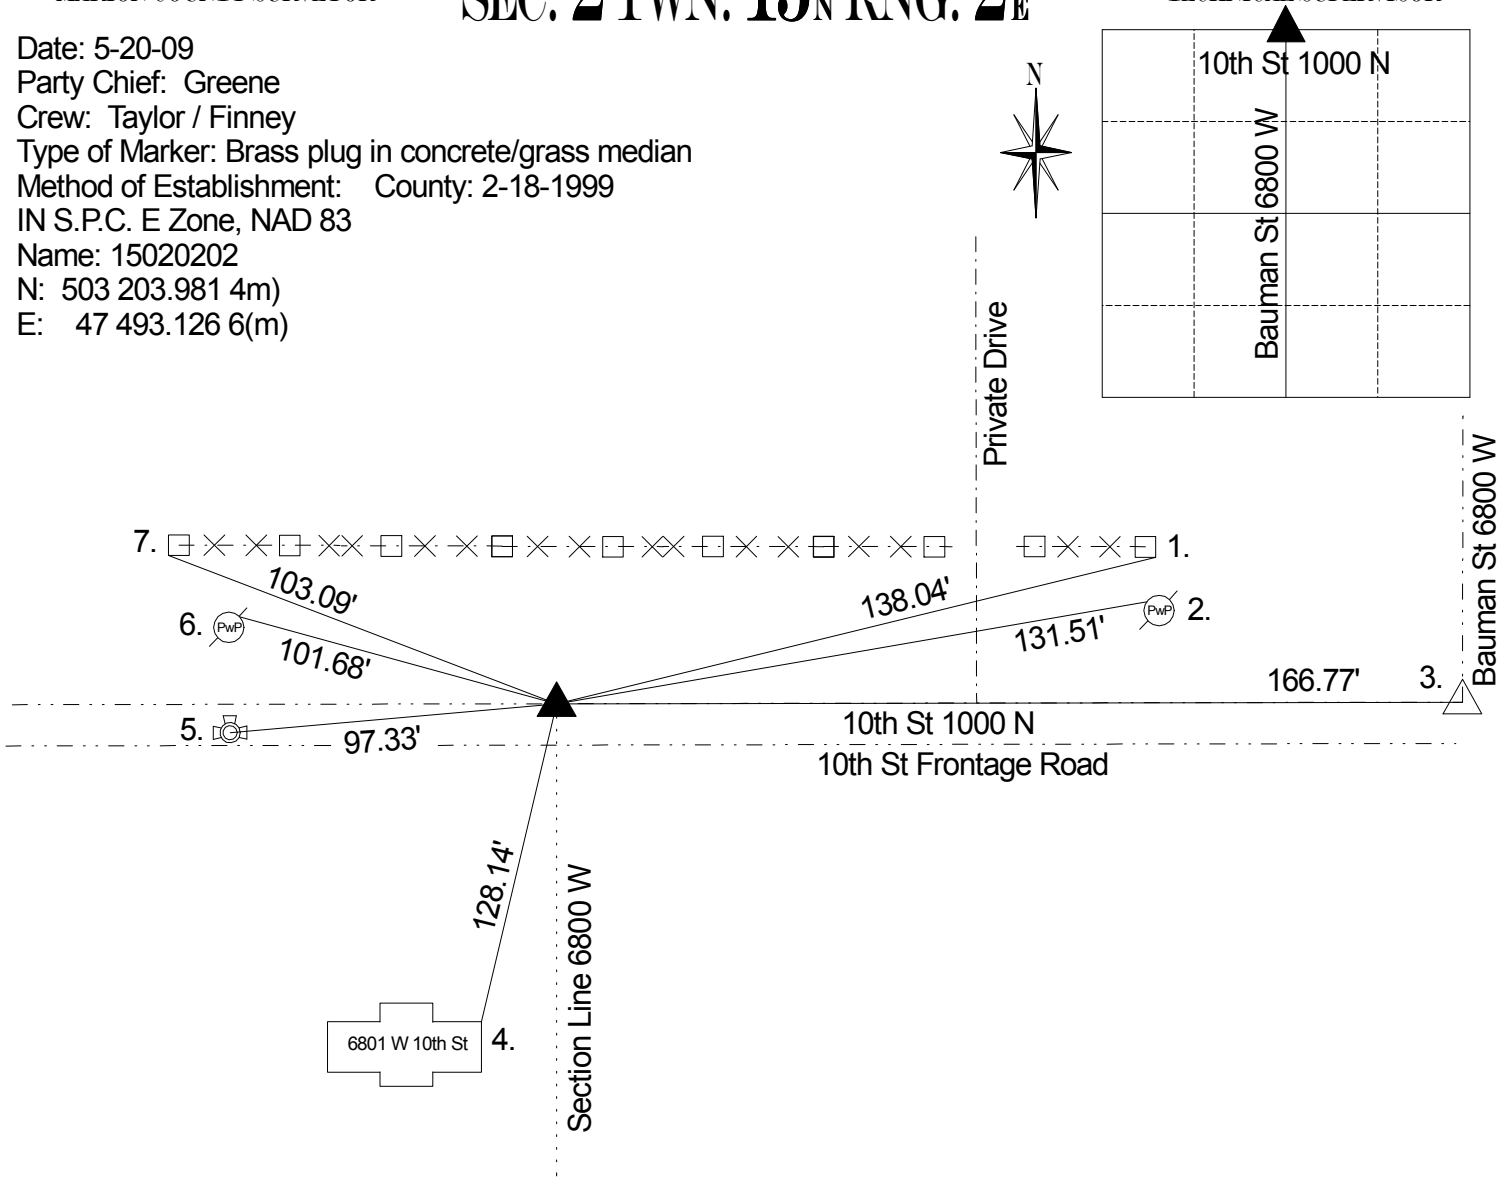 SEC. 2 TWN. 15N RNG. 2E
Date: 5-20-09
Party Chief: Greene
Crew: Taylor / Finney
Type of Marker: Brass plug in concrete/grass median
Method of Establishment: County: 2-18-1999
IN S.P.C. E Zone, NAD 83
Name: 15020202
N: 503 203.981 4m)
E: 47 493.126 6(m)
N
10th St 1000 N
Bauman St 6800 W
Private Drive
Bauman St 6800 W
7.
1.
103.09'
138.04'
6.
PwP
PwP
2.
101.68'
131.51'
166.77'
3.
5.
97.33'
10th St 1000 N
10th St Frontage Road
128.14'
Section Line 6800 W
6801 W 10th St
4.